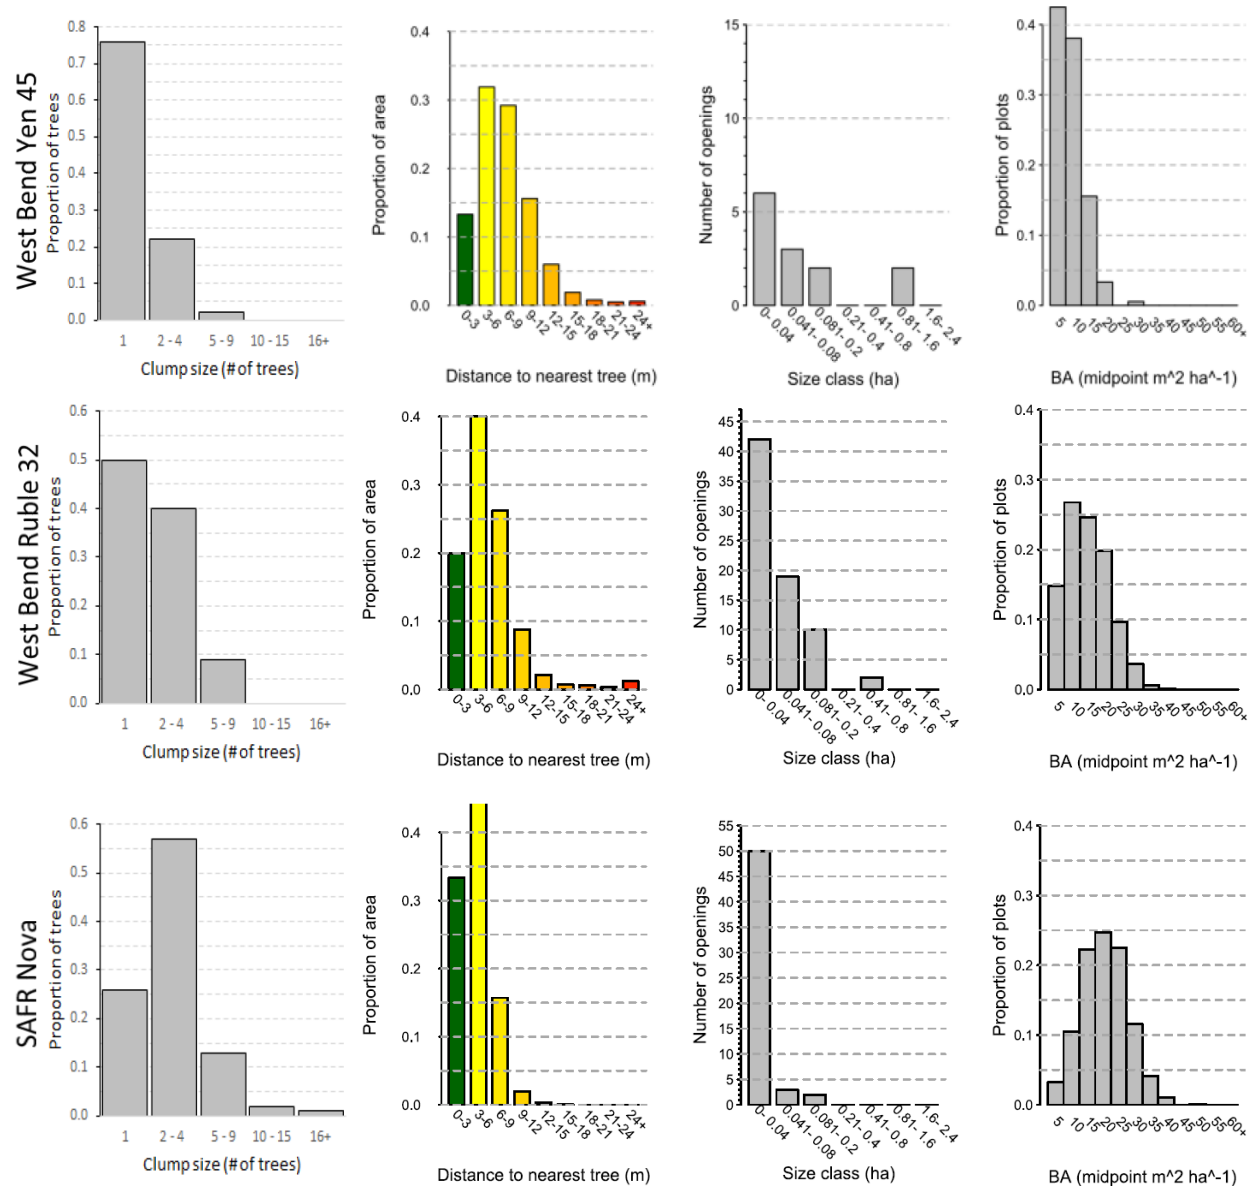 West Bend Yen 45
Proportion of trees
0.8
0.7
0.6
0.5
0.4
0.3
0.2
0.1
0.0
1 2 - 4 5 - 9 10 - 15 16+
Clump size (# of trees)
Proportion of area
0.4
0.3
0.2
0.1
0.0
0-3 3-6 6-9 9-12 12-15 15-18 18-21 21-24 24+
Distance to nearest tree (m)
Number of openings
15
10
5
0
0- 0.04 0.041- 0.08 0.081- 0.2 0.21- 0.4 0.41- 0.8 0.81- 1.6 1.6- 2.4
Size class (ha)
Proportion of plots
0.4
0.3
0.2
0.1
0.0
5 10 15 20 25 30 35 40 45 50 55 60+
BA (midpoint m^2 ha^-1)
West Bend Ruble 32
Proportion of trees
0.6
0.5
0.4
0.3
0.2
0.1
0.0
1 2 - 4 5 - 9 10 - 15 16+
Clump size (# of trees)
Proportion of area
0.4
0.3
0.2
0.1
0.0
0-3 3-6 6-9 9-12 12-15 15-18 18-21 21-24 24+
Distance to nearest tree (m)
Number of openings
45
40
35
30
25
20
15
10
5
0
0- 0.04 0.041- 0.08 0.081- 0.2 0.21- 0.4 0.41- 0.8 0.81- 1.6 1.6- 2.4
Size class (ha)
Proportion of plots
0.4
0.3
0.2
0.1
0.0
5 10 15 20 25 30 35 40 45 50 55 60+
BA (midpoint m^2 ha^-1)
SAFR Nova
Proportion of trees
0.6
0.5
0.4
0.3
0.2
0.1
0.0
1 2 - 4 5 - 9 10 - 15 16+
Clump size (# of trees)
Proportion of area
0.4
0.3
0.2
0.1
0.0
0-3 3-6 6-9 9-12 12-15 15-18 18-21 21-24 24+
Distance to nearest tree (m)
Number of openings
55
50
45
40
35
30
25
20
15
10
5
0
0- 0.04 0.041- 0.08 0.081- 0.2 0.21- 0.4 0.41- 0.8 0.81- 1.6 1.6- 2.4
Size class (ha)
Proportion of plots
0.4
0.3
0.2
0.1
0.0
5 10 15 20 25 30 35 40 45 50 55 60+
BA (midpoint m^2 ha^-1)